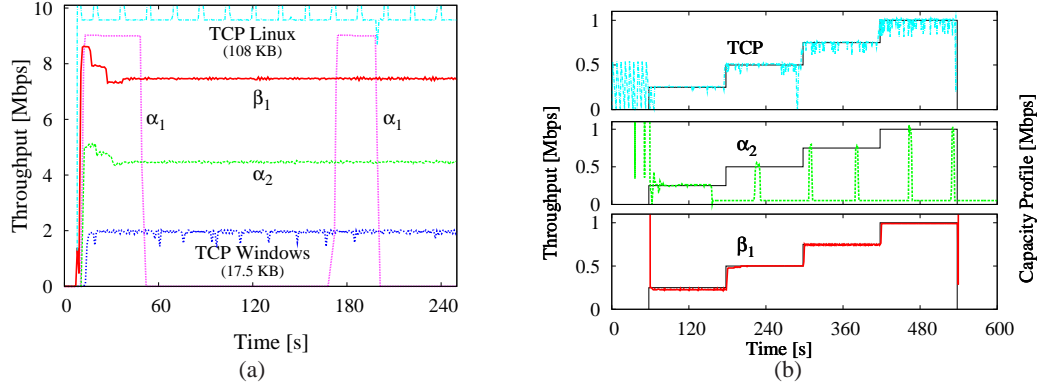 Throughput [Mbps]
10
8
6
4
2
0
TCP Linux
(108 KB)
β1
α1
α1
α2
TCP Windows
(17.5 KB)
0 60 120 180 240
Time [s]
(a)
Throughput [Mbps]
1
0.5
0
TCP
1
0.5
0
α2
1
0.5
0
β1
0 120 240 360 480 600
Time [s]
Capacity Profile [Mbps]
(b)